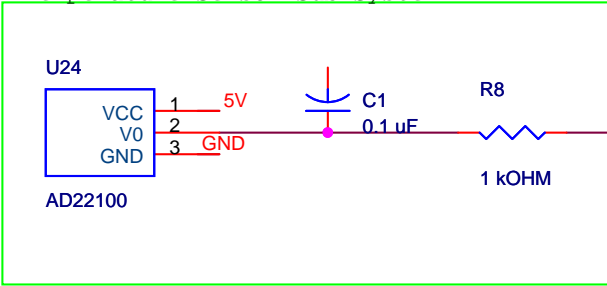 U24
VCC 1 5V
V0 2
GND 3 GND
AD22100
C1
0.1 uF
R8
1 kOHM